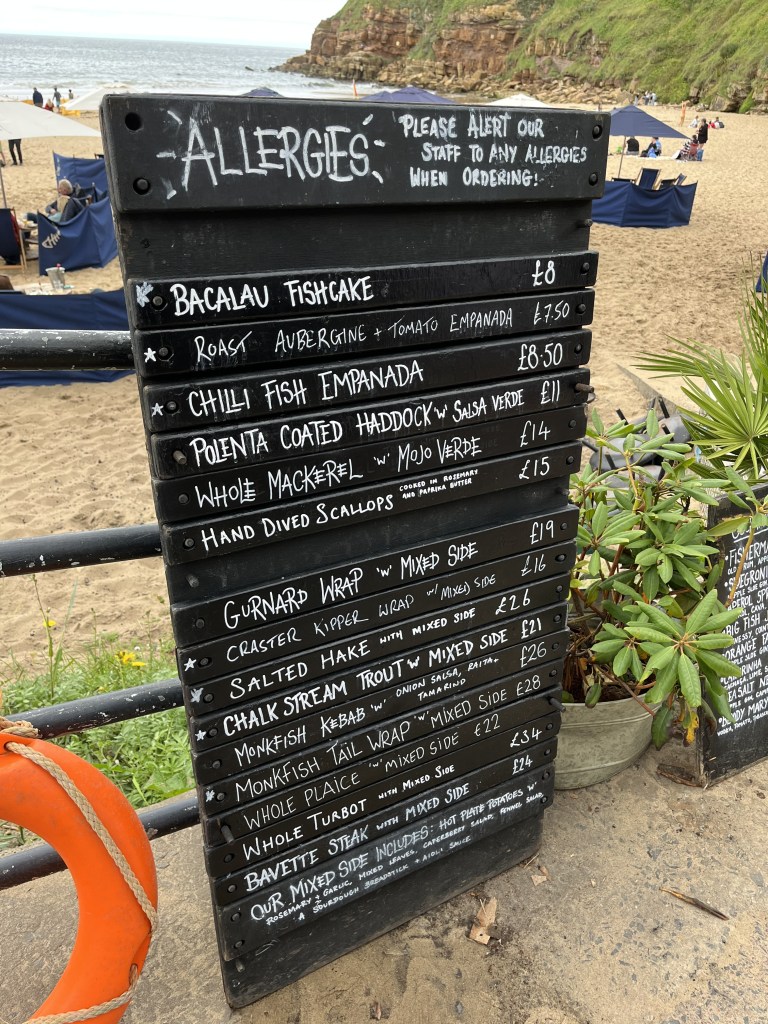 ALLERGIES
PLEASE ALERT OUR
STAFF TO ANY ALLERGIES
WHEN ORDERING!
BACALAU FISHCAKE £8
ROAST AUBERGINE + TOMATO EMPANADA £7.50
CHILLI FISH EMPANADA £8.50
POLENTA COATED HADDOCK 'W' SALSA VERDE £11
WHOLE MACKEREL 'W' MOJO VERDE £14
HAND DIVED SCALLOPS COOKED IN ROSEMARY £15
AND PAPRIKA BUTTER
GURNARD WRAP 'W' MIXED SIDE £19
CRASTER KIPPER WRAP W/ MIXED SIDE £16
SALTED HAKE WITH MIXED SIDE £26
CHALK STREAM TROUT W/ MIXED SIDE £21
MONKFISH KEBAB 'W' ONION SALSA, RAITA + £26
TAMARIND
MONKFISH TAIL WRAP 'W' MIXED SIDE £28
WHOLE PLAICE 'W' MIXED SIDE £22
WHOLE TURBOT WITH MIXED SIDE £34
BAVETTE STEAK WITH MIXED SIDE £24
OUR MIXED SIDE INCLUDES: HOT PLATE POTATOES W'
ROSEMARY + GARLIC, MIXED LEAVES, CATERBERRY SALAD, FENNEL SALAD
A SOURDOUGH BREADSTICK + AIOLI SAUCE
BIG FISH
BLOODY MARY